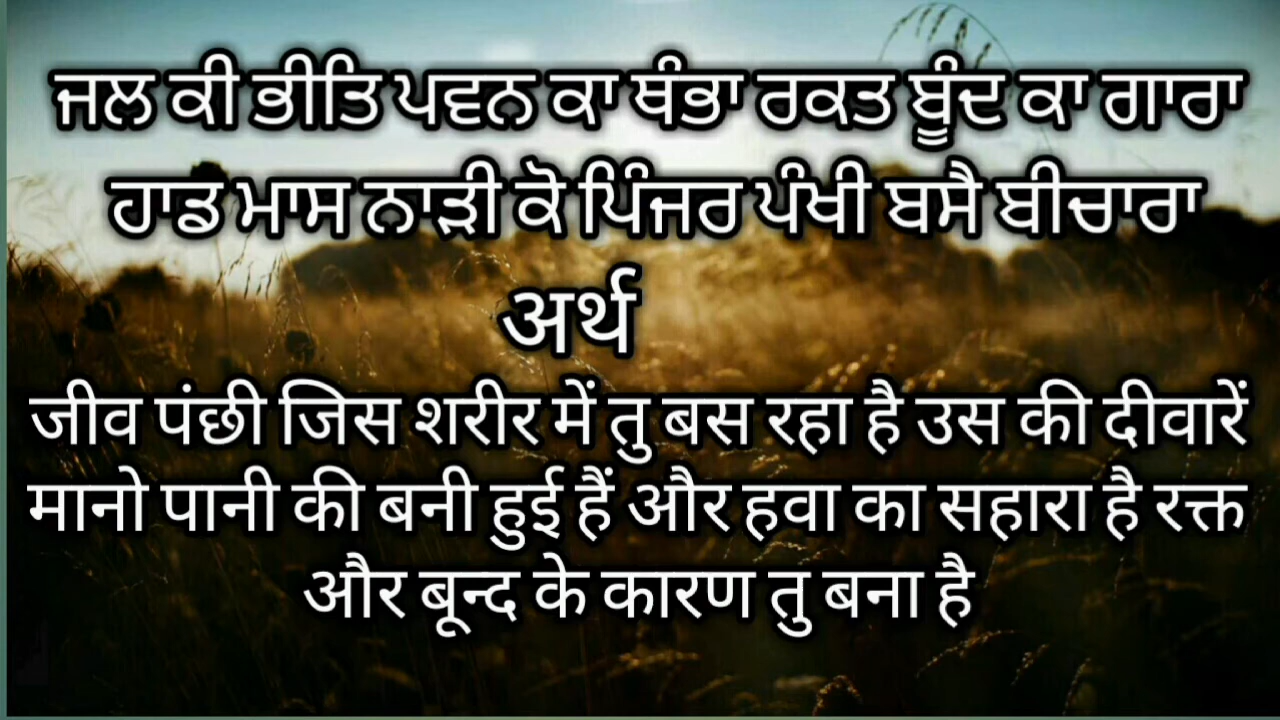 ਜਲ ਕੀ ਭੀਤਿ ਪਵਨ ਕਾ ਥੰਭਾ ਰਕਤ ਬੂੰਦ ਕਾ ਗਾਰਾ
ਹਾਡ ਮਾਸ ਨਾੜੀ ਕੋ ਪਿੰਜਰ ਪੰਖੀ ਬਸੈ ਬੀਚਾਰਾ
अर्थ
जीव पंछी जिस शरीर में तु बस रहा है उस की दीवारें
मानो पानी की बनी हुई हैं और हवा का सहारा है रक्त
और बून्द के कारण तु बना है